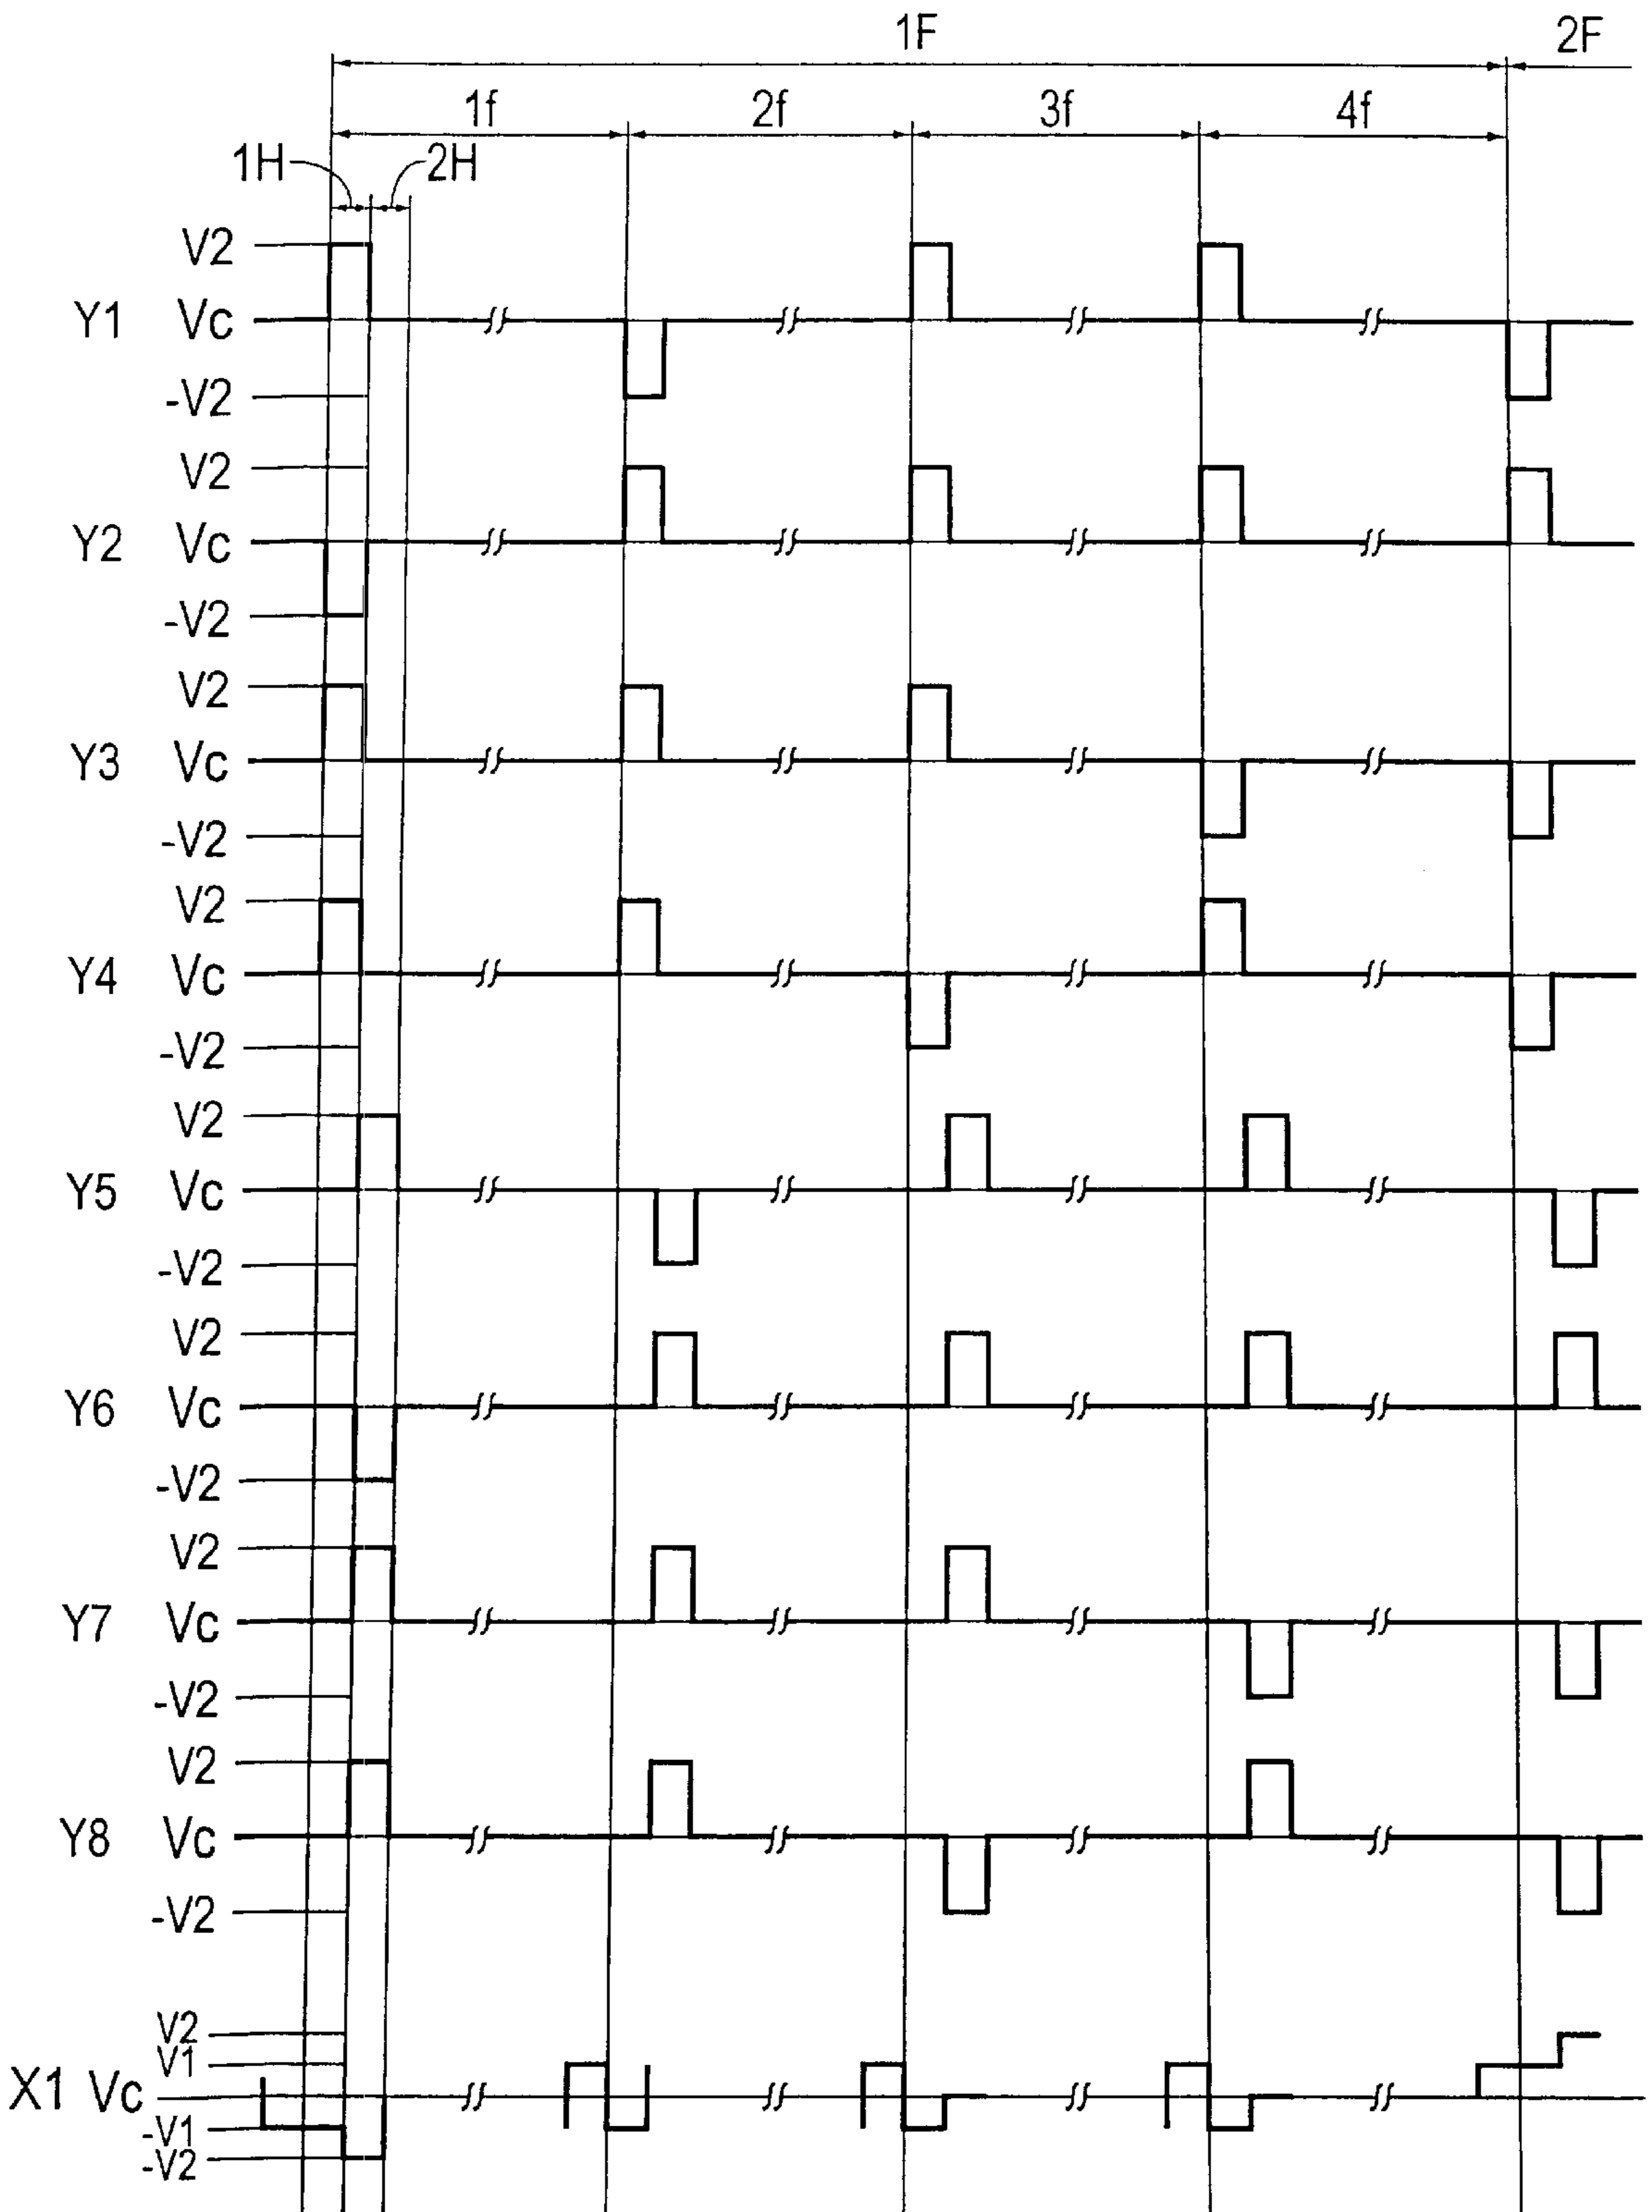 1F 2F
1f 2f 3f 4f
1H 2H
V2
Y1 Vc
-V2
V2
Y2 Vc
-V2
V2
Y3 Vc
-V2
V2
Y4 Vc
-V2
V2
Y5 Vc
-V2
V2
Y6 Vc
-V2
V2
Y7 Vc
-V2
V2
Y8 Vc
-V2
V2
V1
X1 Vc
-V1
-V2